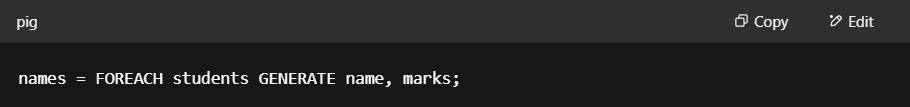 pig Copy Edit
names = FOREACH students GENERATE name, marks;